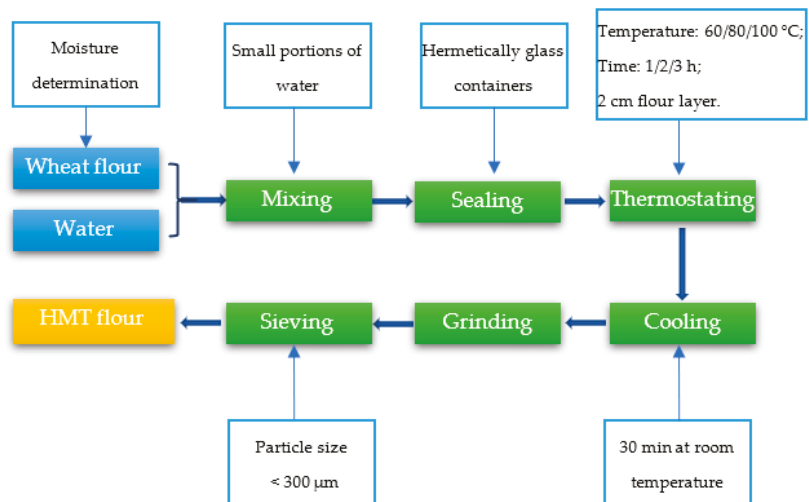 Moisture
determination
Small portions of
water
Hermetically glass
containers
Temperature: 60/80/100 °C;
Time: 1/2/3 h;
2 cm flour layer.
Wheat flour
Water
Mixing
Sealing
Thermostating
HMT flour
Sieving
Grinding
Cooling
Particle size
< 300 µm
30 min at room
temperature